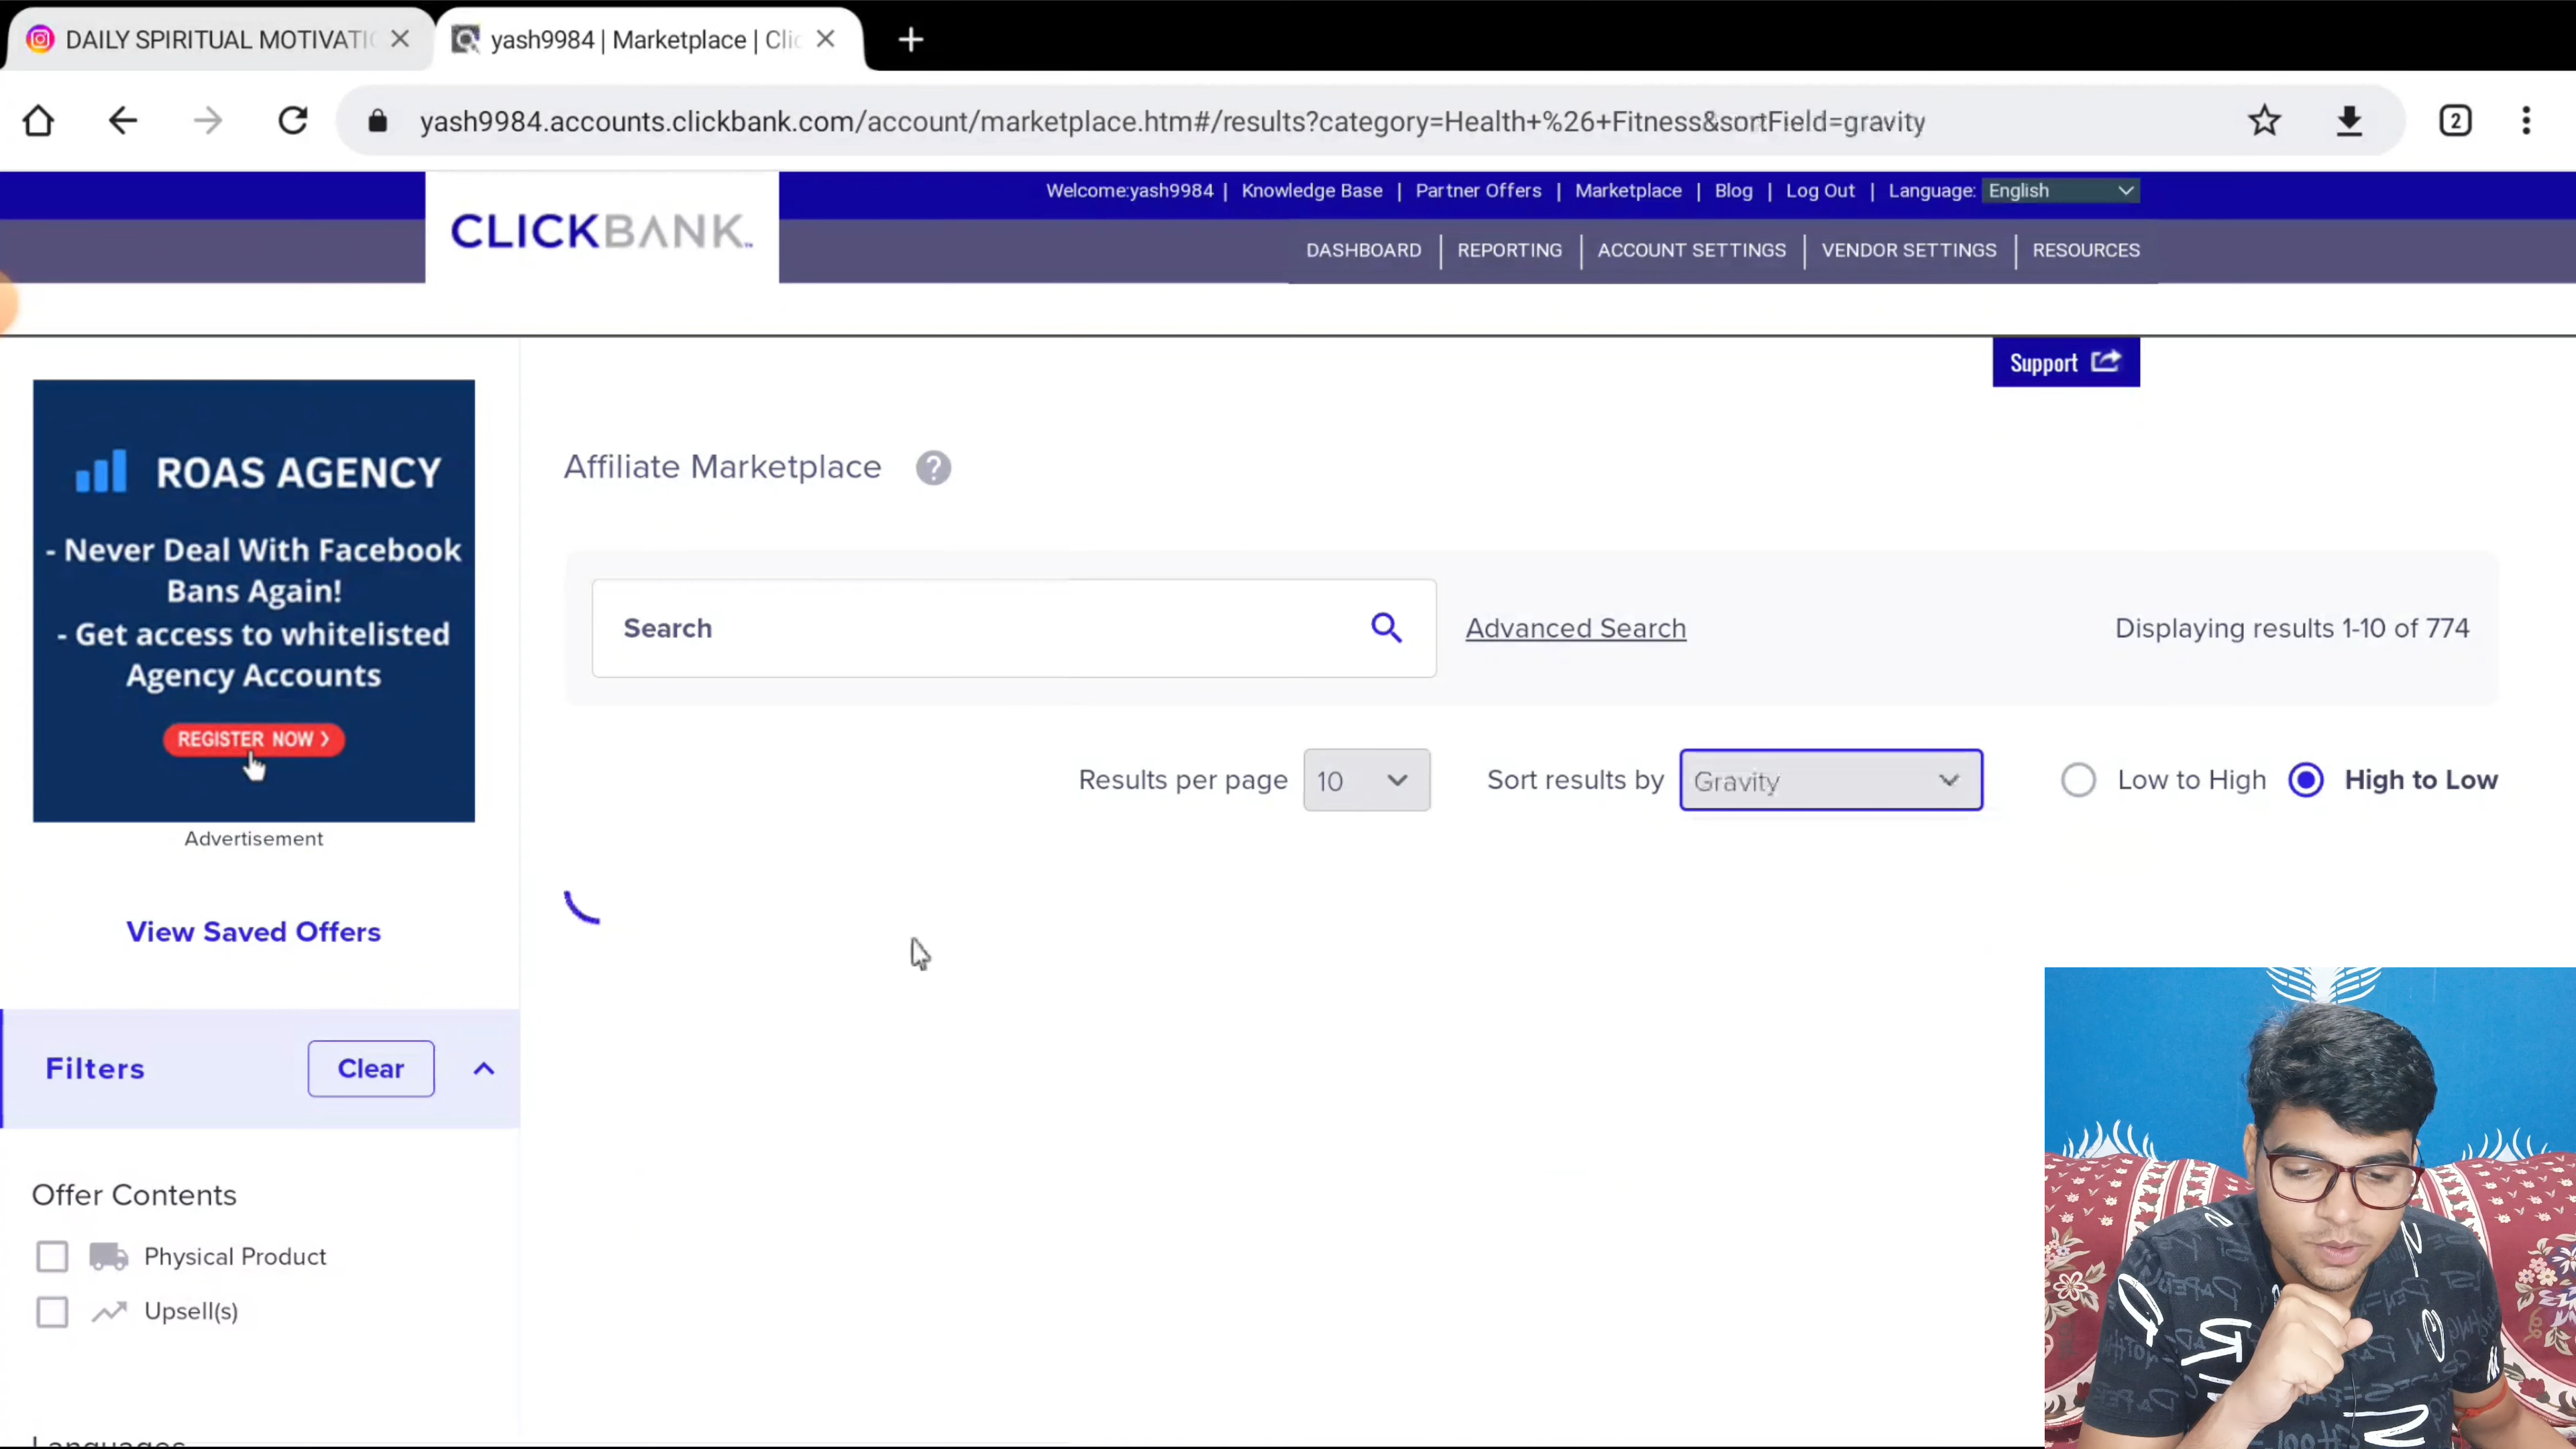 DAILY SPIRITUAL MOTIVATI
yash9984 | Marketplace | Clic
yash9984.accounts.clickbank.com/account/marketplace.htm#/results?category=Health+%26+Fitness&sortField=gravity
2
Welcome:yash9984 | Knowledge Base | Partner Offers | Marketplace | Blog | Log Out | Language: English
CLICKBANK
DASHBOARD | REPORTING | ACCOUNT SETTINGS | VENDOR SETTINGS | RESOURCES
Support
ROAS AGENCY
- Never Deal With Facebook
Bans Again!
- Get access to whitelisted
Agency Accounts
REGISTER NOW >
Advertisement
View Saved Offers
Filters Clear
Offer Contents
Physical Product
Upsell(s)
Affiliate Marketplace ?
Search
Advanced Search
Displaying results 1-10 of 774
Results per page 10 Sort results by Gravity Low to High High to Low